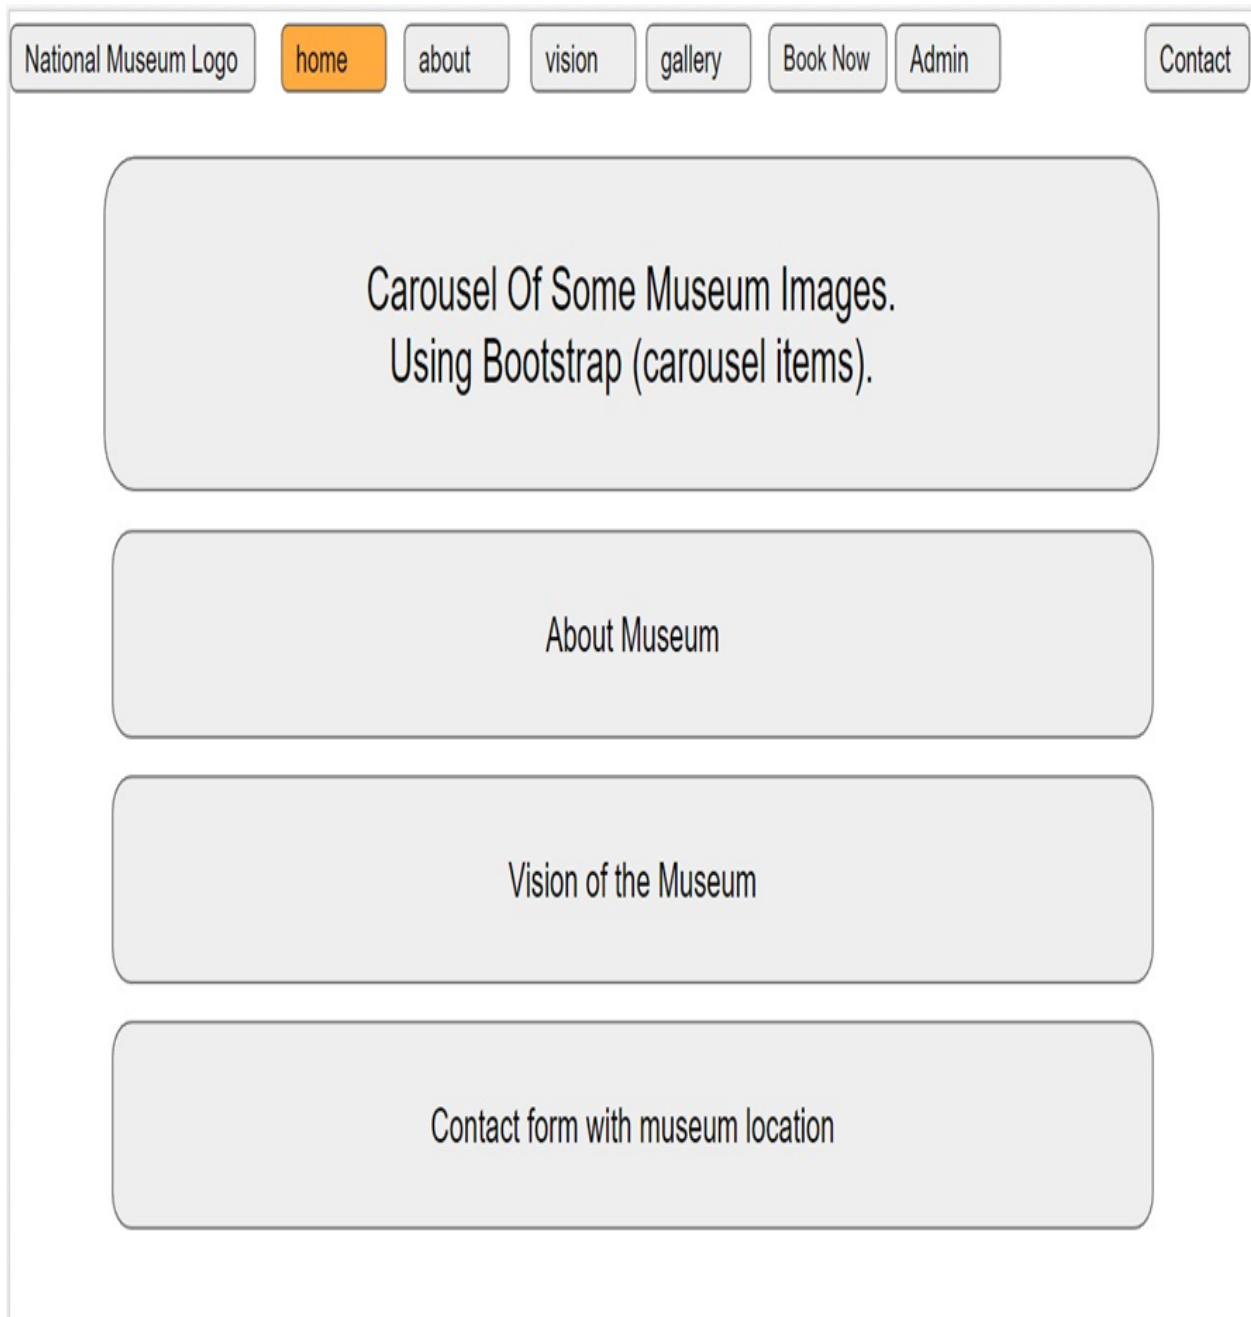 National Museum Logo
home
about
vision
gallery
Book Now
Admin
Contact
Carousel Of Some Museum Images.
Using Bootstrap (carousel items).
About Museum
Vision of the Museum
Contact form with museum location